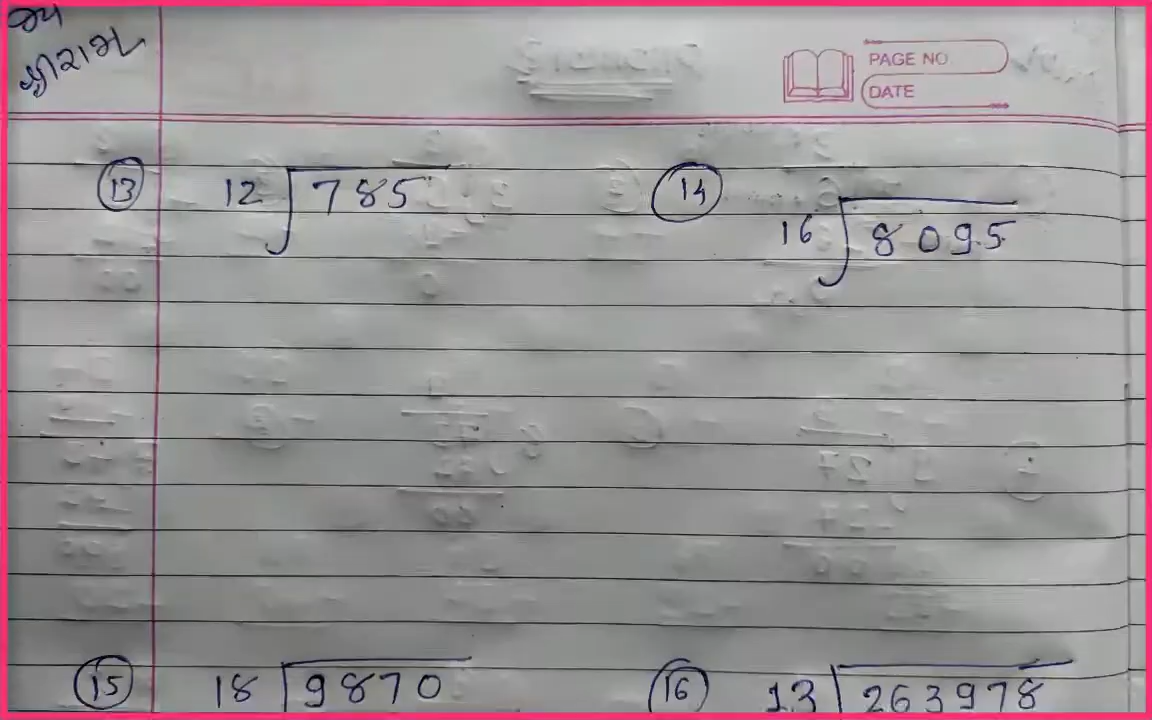 જય
શ્રીરામ
PAGE NO
DATE
13 12 785
14 16 8095
15 18 9870
16 13 263978